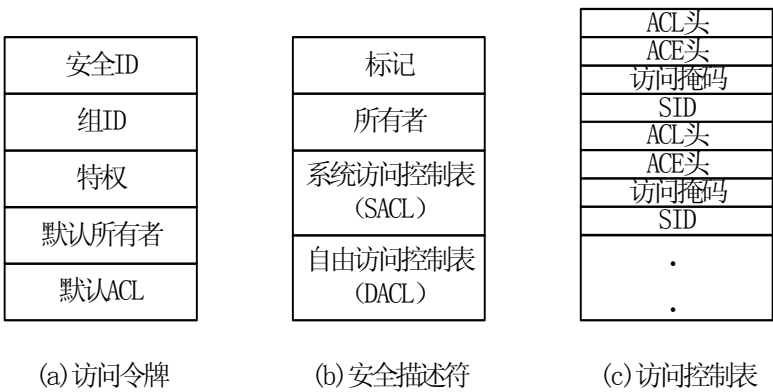 安全ID
组ID
特权
默认所有者
默认ACL
(a)访问令牌
标记
所有者
系统访问控制表
(SACL)
自由访问控制表
(DACL)
(b)安全描述符
ACL头
ACE头
访问掩码
SID
ACL头
ACE头
访问掩码
SID
.
.
(c)访问控制表